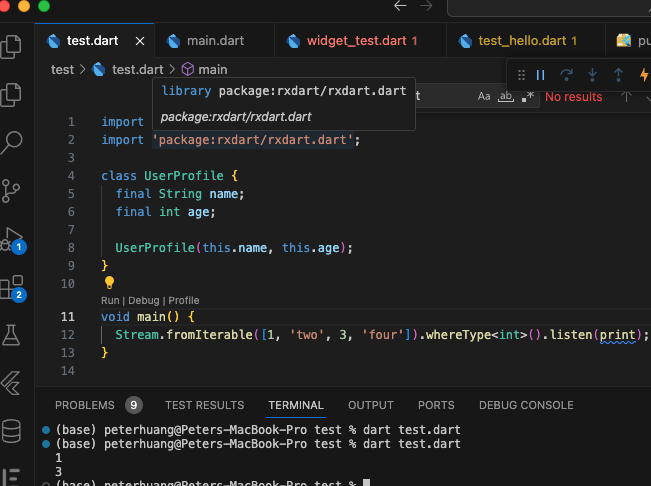 test.dart
main.dart
widget_test.dart 1
test_hello.dart 1
pu
test > test.dart > main
library package:rxdart/rxdart.dart
package:rxdart/rxdart.dart
t
Aa ab .*
No results
1 import
2 import 'package:rxdart/rxdart.dart';
3
4 class UserProfile {
5 final String name;
6 final int age;
7
8 UserProfile(this.name, this.age);
9 }
10
Run | Debug | Profile
11 void main() {
12 Stream.fromIterable([1, 'two', 3, 'four']).whereType<int>().listen(print);
13 }
14
1
2
PROBLEMS 9 TEST RESULTS TERMINAL OUTPUT PORTS DEBUG CONSOLE
(base) peterhuang@Peters-MacBook-Pro test % dart test.dart
(base) peterhuang@Peters-MacBook-Pro test % dart test.dart
1
3
(base) peterhuang@Peters-MacBook-Pro test %